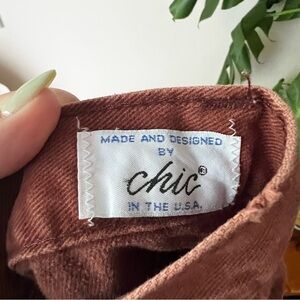 MADE AND DESIGNED
BY
chic®
IN THE U.S.A.